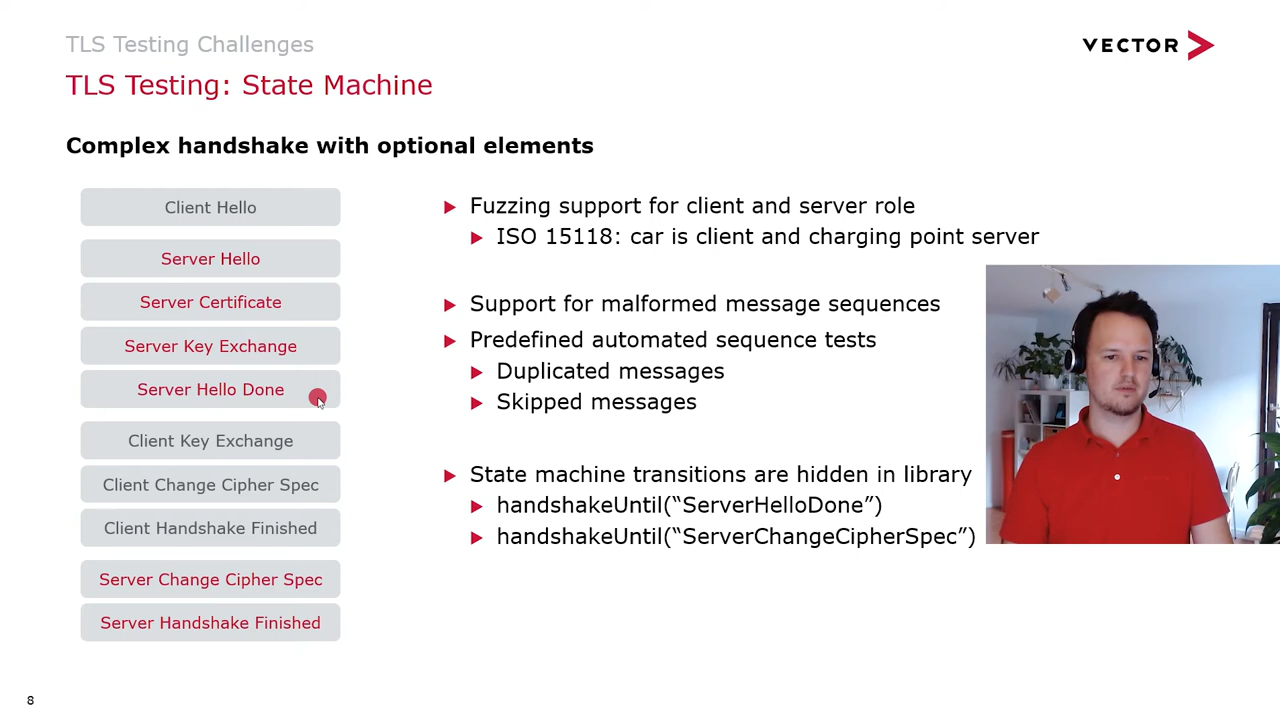 TLS Testing Challenges
VECTOR
TLS Testing: State Machine
Complex handshake with optional elements
Client Hello
Server Hello
Server Certificate
Server Key Exchange
Server Hello Done
Client Key Exchange
Client Change Cipher Spec
Client Handshake Finished
Server Change Cipher Spec
Server Handshake Finished
Fuzzing support for client and server role
ISO 15118: car is client and charging point server
Support for malformed message sequences
Predefined automated sequence tests
Duplicated messages
Skipped messages
State machine transitions are hidden in library
handshakeUntil(“ServerHelloDone”)
handshakeUntil(“ServerChangeCipherSpec”)
8